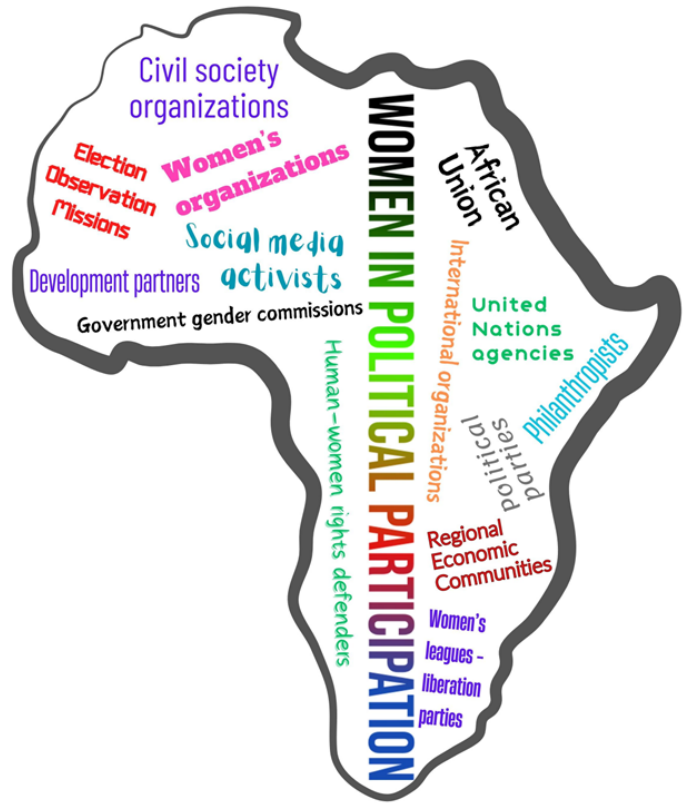 Civil society
organizations
Election
Observation
Missions
Women's
organizations
Social media
activists
Development partners
Government gender commissions
Human-women rights defenders
WOMEN IN POLITICAL PARTICIPATION
African
Union
International organizations
United
Nations
agencies
Philanthropists
political
parties
Regional
Economic
Communities
Women's
leagues -
liberation
parties